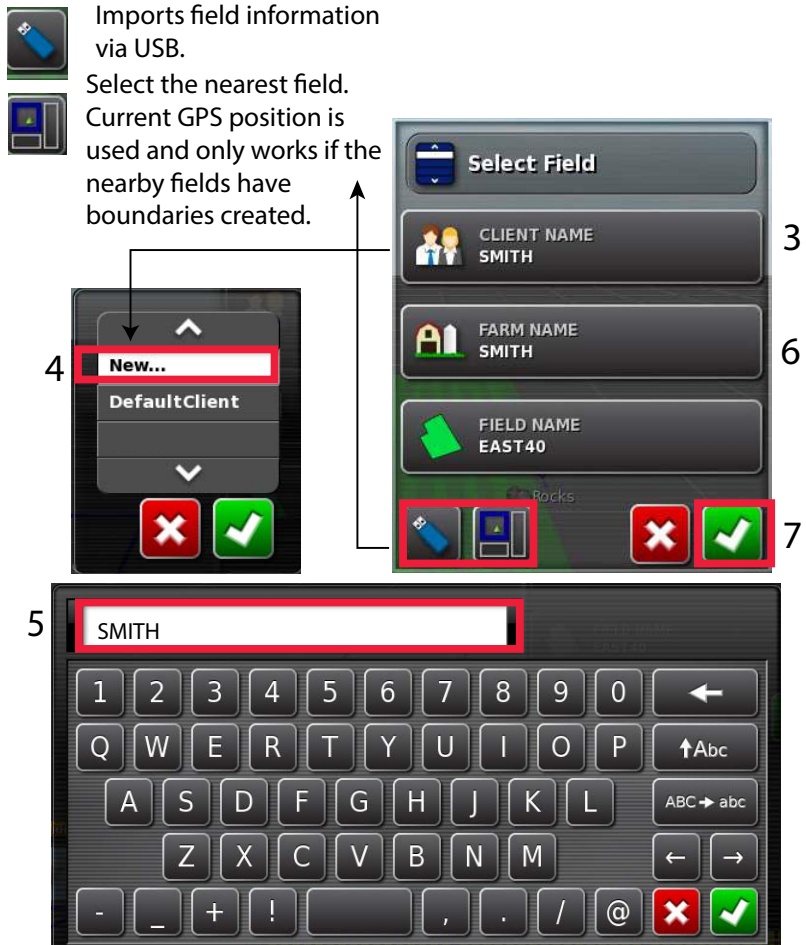 Imports field information
via USB.
Select the nearest field.
Current GPS position is
used and only works if the
nearby fields have
boundaries created.
Select Field
CLIENT NAME
SMITH
3
FARM NAME
SMITH
6
FIELD NAME
EAST40
Rocks
7
4
New...
DefaultClient
5
SMITH
FIELD NAME
EAST40
1 2 3 4 5 6 7 8 9 0 ←
Q W E R T Y U I O P ↑Abc
A S D F G H J K L ABC→abc
Z X C V B N M ← →
- _ + ! , . / @